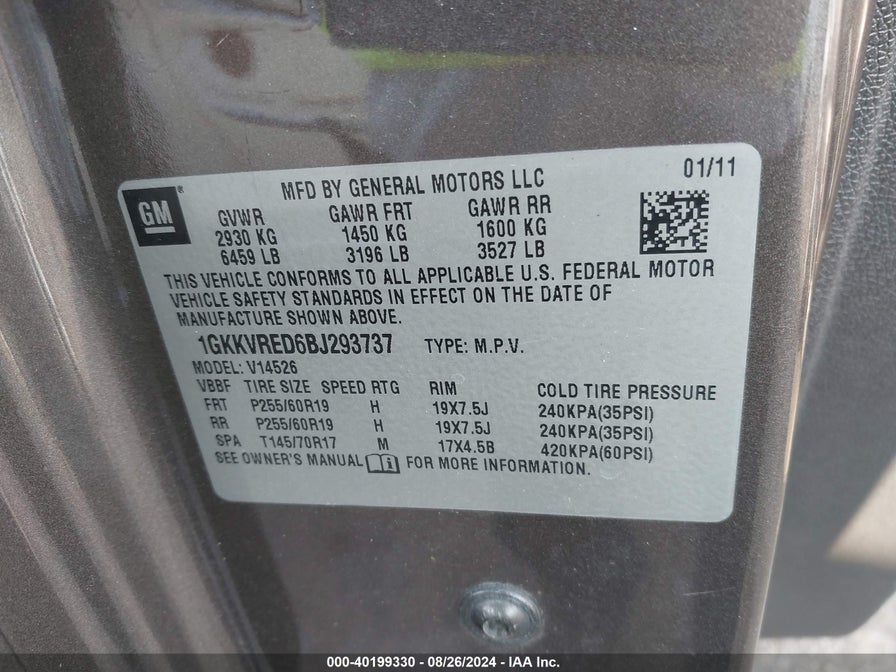 GM®
MFD BY GENERAL MOTORS LLC
01/11
GVWR GAWR FRT GAWR RR
2930 KG 1450 KG 1600 KG
6459 LB 3196 LB 3527 LB
THIS VEHICLE CONFORMS TO ALL APPLICABLE U.S. FEDERAL MOTOR
VEHICLE SAFETY STANDARDS IN EFFECT ON THE DATE OF
MANUFACTURE SHOWN ABOVE.
1GKKVRED6BJ293737 TYPE: M.P.V.
MODEL: V14526
VBBF TIRE SIZE SPEED RTG RIM COLD TIRE PRESSURE
FRT P255/60R19 H 19X7.5J 240KPA(35PSI)
RR P255/60R19 H 19X7.5J 240KPA(35PSI)
SPA T145/70R17 M 17X4.5B 420KPA(60PSI)
SEE OWNER'S MANUAL FOR MORE INFORMATION.
000-40199330 - 08/26/2024 - IAA Inc.